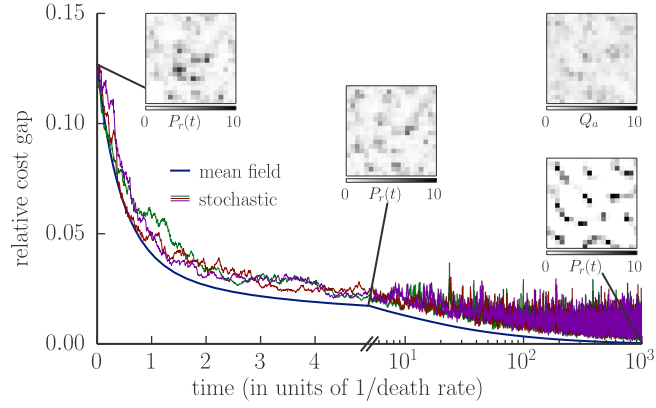 0.15
0.10
0.05
0.00
relative cost gap
0 P_r(t) 10
0 P_r(t) 10
0 Q_a 10
0 P_r(t) 10
mean field
stochastic
0 1 2 3 4 10^1 10^2 10^3
time (in units of 1/death rate)